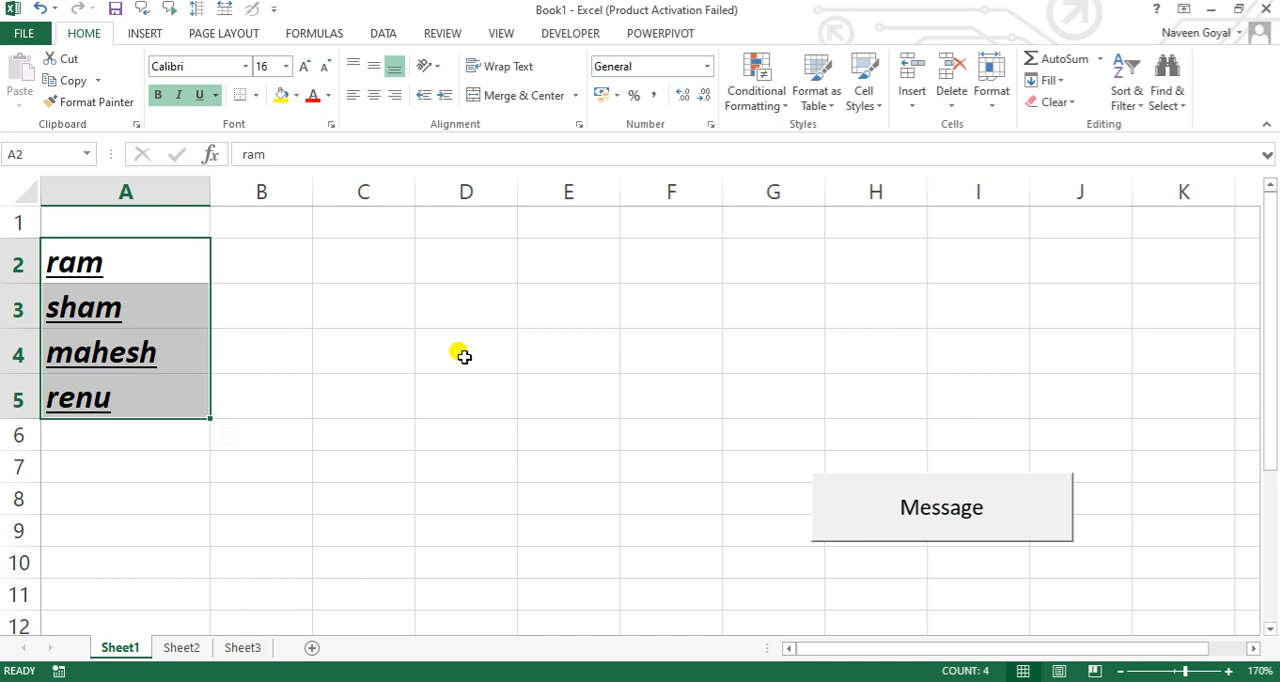 Book1 - Excel (Product Activation Failed)
?
FILE HOME INSERT PAGE LAYOUT FORMULAS DATA REVIEW VIEW DEVELOPER POWERPIVOT Naveen Goyal
Paste
Cut
Copy
Format Painter
Clipboard
Calibri 16 A A
B I U A
Font
Wrap Text
Merge & Center
Alignment
General
% , .00
Number
Conditional Formatting
Format as Table
Cell Styles
Styles
Insert
Delete
Format
Cells
AutoSum
Fill
Clear
Sort & Filter
Find & Select
Editing
A2 fx ram
A B C D E F G H I J K
1
2 ram
3 sham
4 mahesh
5 renu
6
7
8 Message
9
10
11
12
Sheet1 Sheet2 Sheet3
READY COUNT: 4 170%